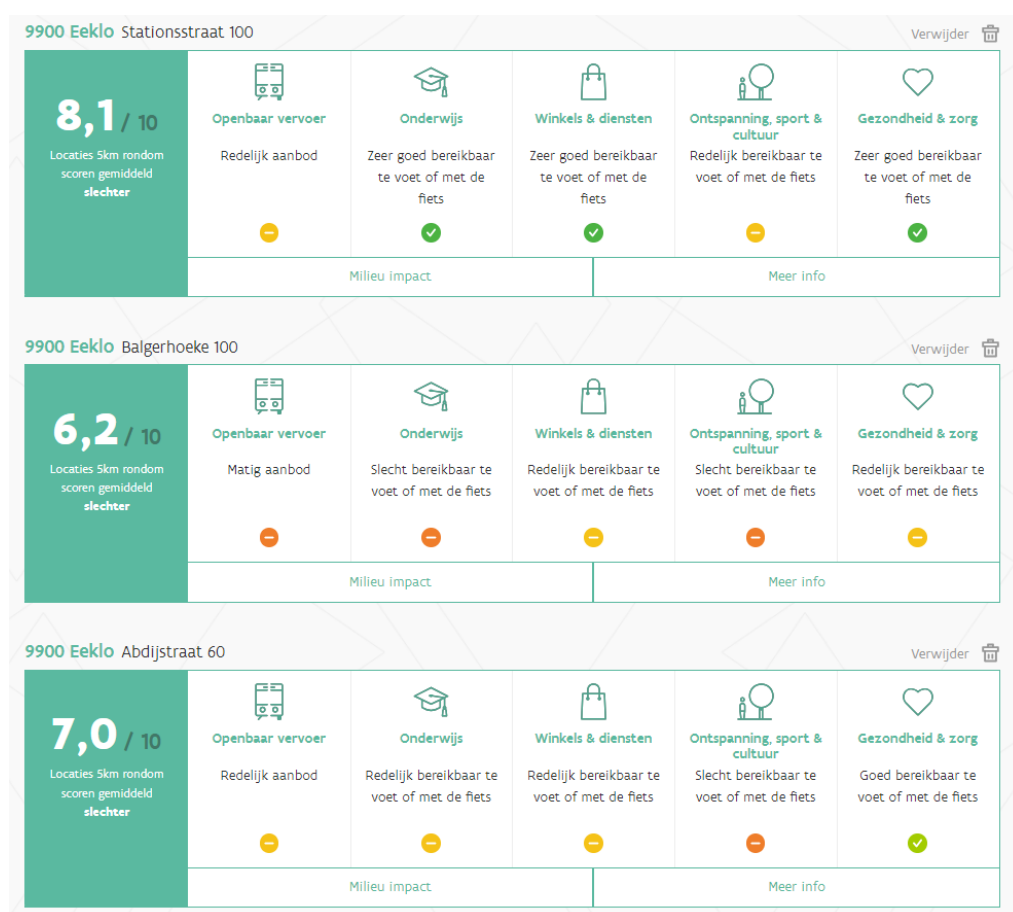 9900 Eeklo Stationsstraat 100
Verwijder
8,1 / 10
Locaties 5km rondom
scoren gemiddeld
slechter
Openbaar vervoer
Redelijk aanbod
Onderwijs
Zeer goed bereikbaar
te voet of met de
fiets
Winkels & diensten
Zeer goed bereikbaar
te voet of met de
fiets
Ontspanning, sport &
cultuur
Redelijk bereikbaar te
voet of met de fiets
Gezondheid & zorg
Zeer goed bereikbaar
te voet of met de
fiets
Milieu impact
Meer info
9900 Eeklo Balgerhoeke 100
Verwijder
6,2 / 10
Locaties 5km rondom
scoren gemiddeld
slechter
Openbaar vervoer
Matig aanbod
Onderwijs
Slecht bereikbaar te
voet of met de fiets
Winkels & diensten
Redelijk bereikbaar te
voet of met de fiets
Ontspanning, sport &
cultuur
Slecht bereikbaar te
voet of met de fiets
Gezondheid & zorg
Redelijk bereikbaar te
voet of met de fiets
Milieu impact
Meer info
9900 Eeklo Abdijstraat 60
Verwijder
7,0 / 10
Locaties 5km rondom
scoren gemiddeld
slechter
Openbaar vervoer
Redelijk aanbod
Onderwijs
Redelijk bereikbaar te
voet of met de fiets
Winkels & diensten
Redelijk bereikbaar te
voet of met de fiets
Ontspanning, sport &
cultuur
Slecht bereikbaar te
voet of met de fiets
Gezondheid & zorg
Goed bereikbaar te
voet of met de fiets
Milieu impact
Meer info